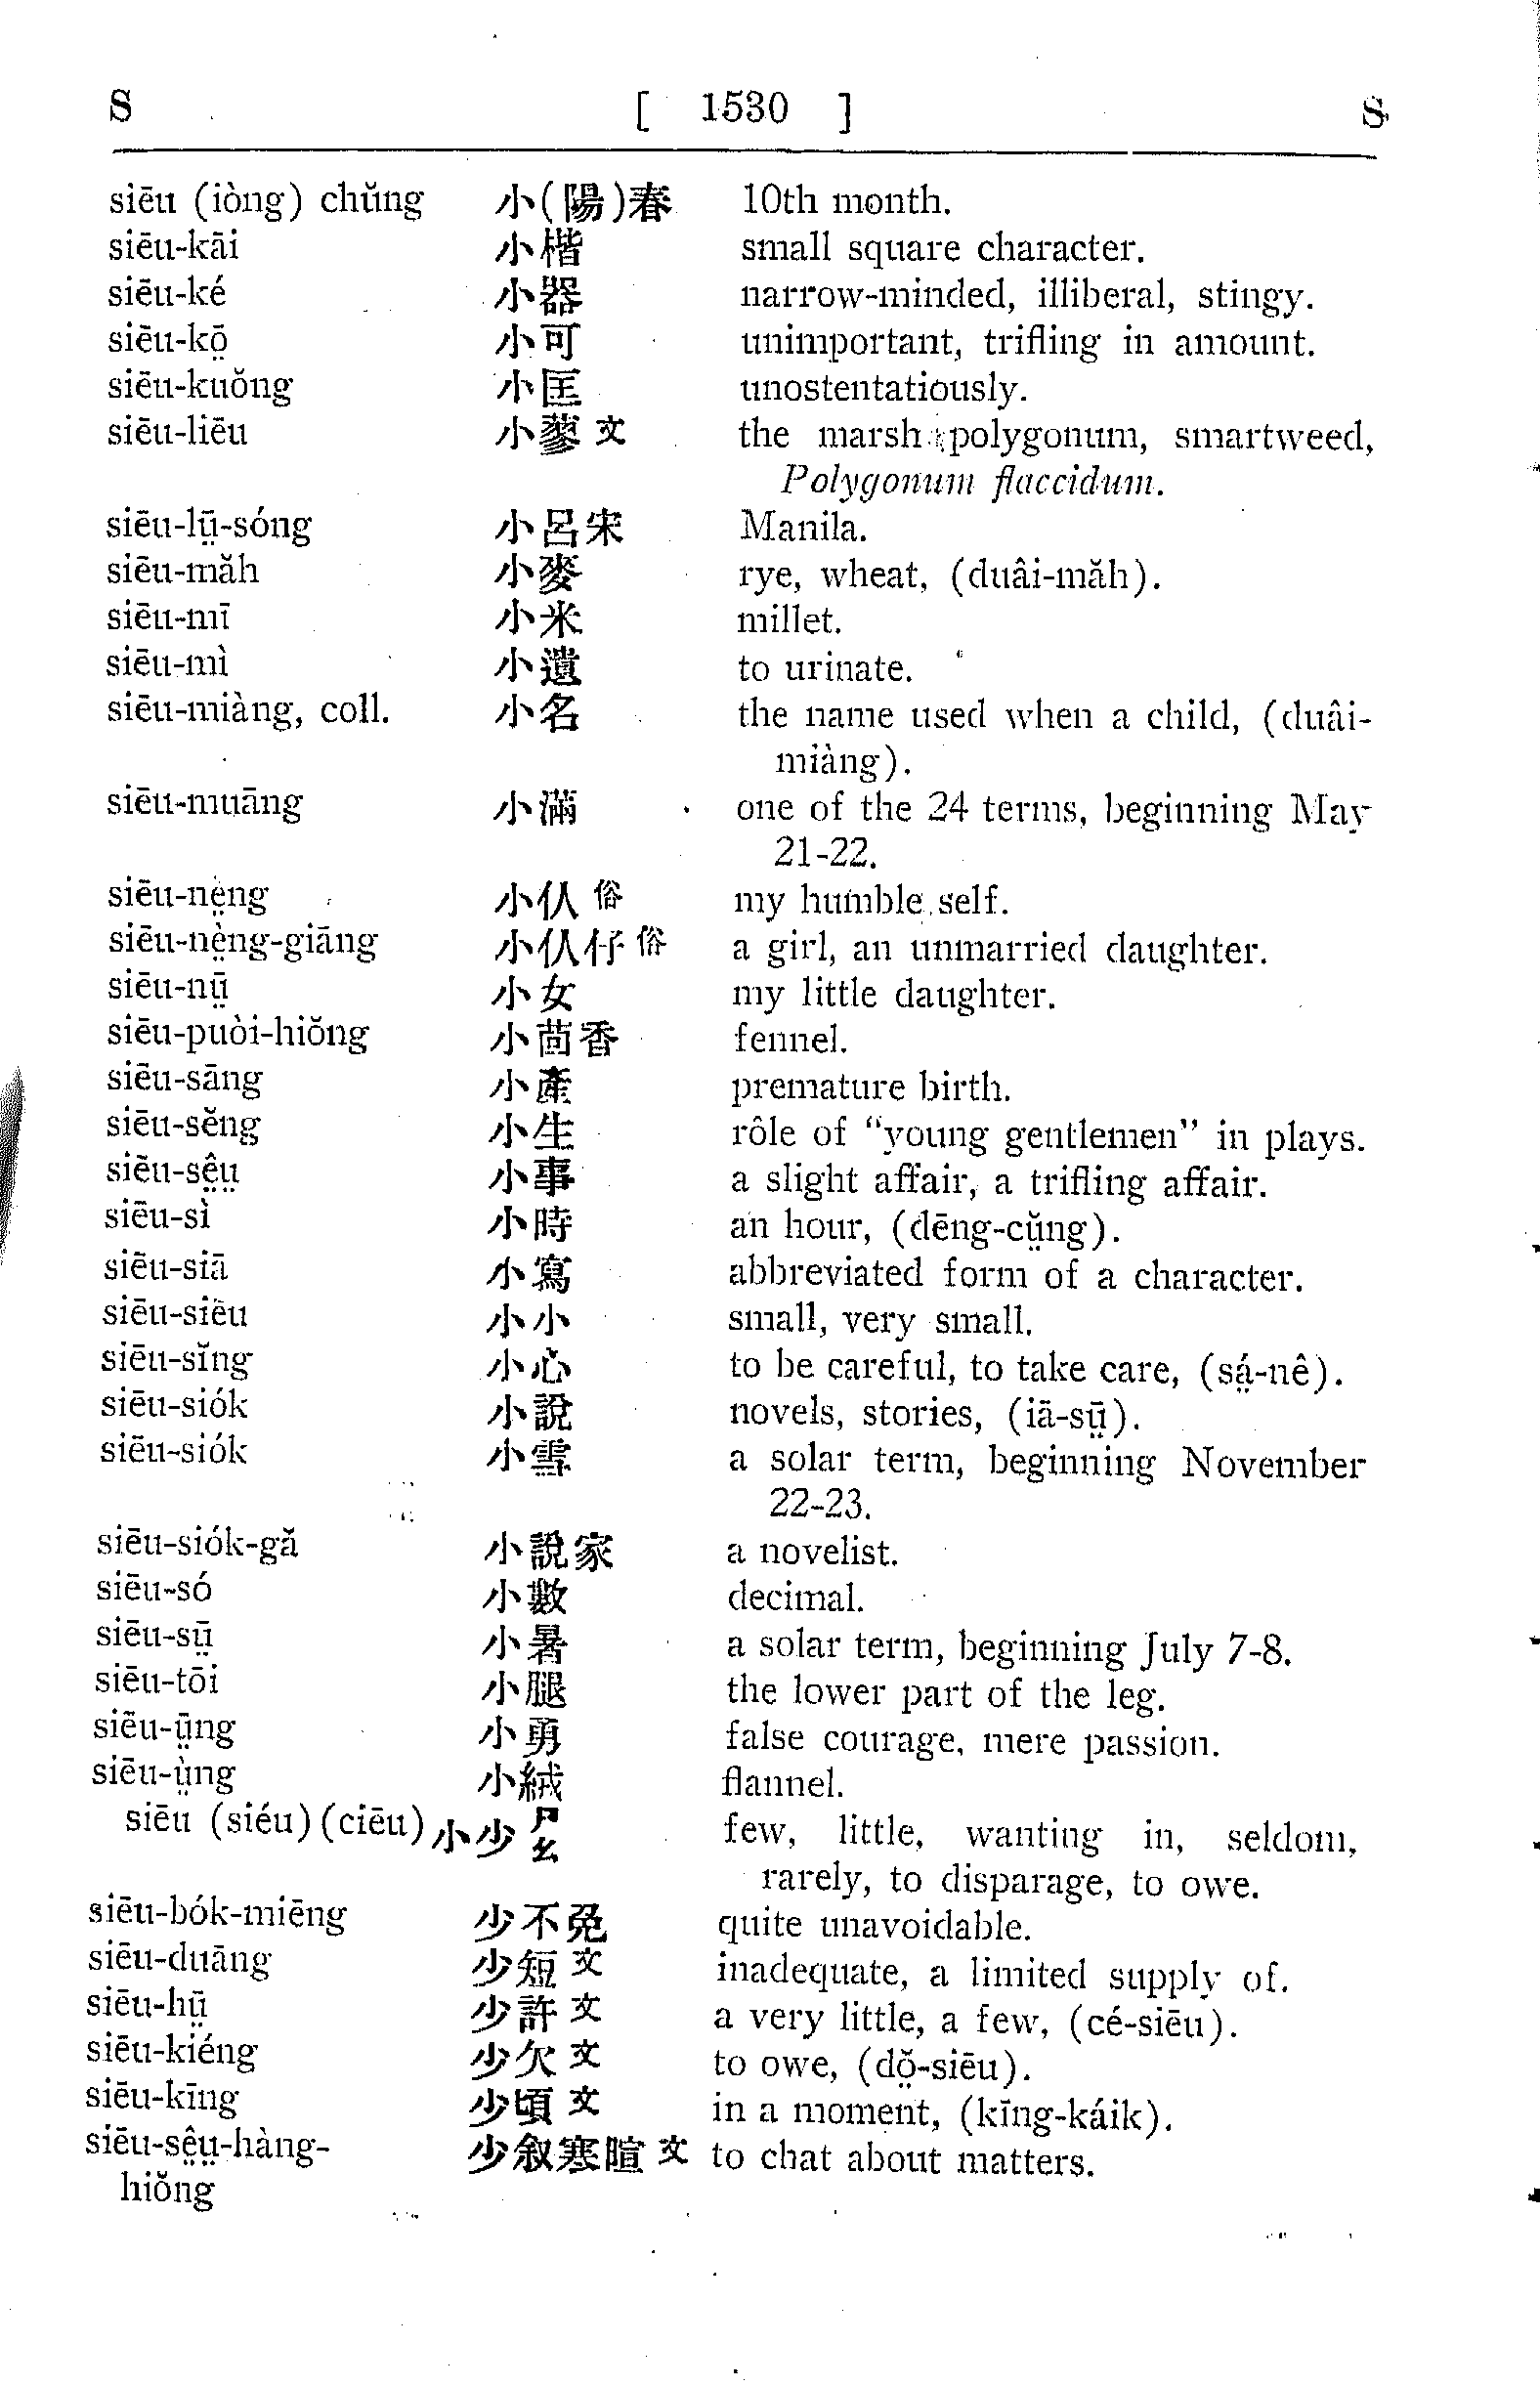 S [ 1530 ] S
siēu (iòng) chŭng 小(陽)春 10th month.
siēu-kāi 小楷 small square character.
siēu-ké 小器 narrow-minded, illiberal, stingy.
siēu-kō̤ 小可 unimportant, trifling in amount.
siēu-kuŏng 小匡 unostentatiously.
siēu-liēu 小蓼文 the marsh polygonum, smartweed,
Polygonum flaccidum.
siēu-lṳ̄-sóng 小呂宋 Manila.
siēu-măh 小麥 rye, wheat, (duâi-măh).
siēu-mī 小米 millet.
siēu-mì 小遺 to urinate.
siēu-miàng, coll. 小名 the name used when a child, (duâi-
miàng).
siēu-muāng 小滿 one of the 24 terms, beginning May
21-22.
siēu-nè̤ng 小仈俗 my humble self.
siēu-nè̤ng-giāng 小仈仔俗 a girl, an unmarried daughter.
siēu-nṳ̄ 小女 my little daughter.
siēu-puòi-hiŏng 小茴香 fennel.
siēu-sāng 小產 premature birth.
siēu-sĕng 小生 rôle of “young gentlemen” in plays.
siēu-sê̤ṳ 小事 a slight affair, a trifling affair.
siēu-sì 小時 an hour, (dēng-cṳ̆ng).
siēu-siā 小寫 abbreviated form of a character.
siēu-siēu 小小 small, very small.
siēu-sĭng 小心 to be careful, to take care, (sá̤-nê).
siēu-siók 小說 novels, stories, (iā-sṳ̄).
siēu-siók 小雪 a solar term, beginning November
22-23.
siēu-siók-gă 小說家 a novelist.
siēu-só 小數 decimal.
siēu-sṳ̄ 小暑 a solar term, beginning July 7-8.
siēu-tōi 小腿 the lower part of the leg.
siēu-ṳ̄ng 小勇 false courage, mere passion.
siēu-ṳ̀ng 小絨 flannel.
siēu (siéu) (ciēu) 小少 ㄕㄠ few, little, wanting in, seldom,
rarely, to disparage, to owe.
siēu-bók-miēng 少不免 quite unavoidable.
siēu-duāng 少短文 inadequate, a limited supply of.
siēu-hṳ̄ 少許文 a very little, a few, (cé-siēu).
siēu-kiéng 少欠文 to owe, (dŏ̤-siēu).
siēu-kīng 少頃文 in a moment, (kīng-káik).
siēu-sê̤ṳ-hàng- 少叙寒暄文 to chat about matters.
hiŏng